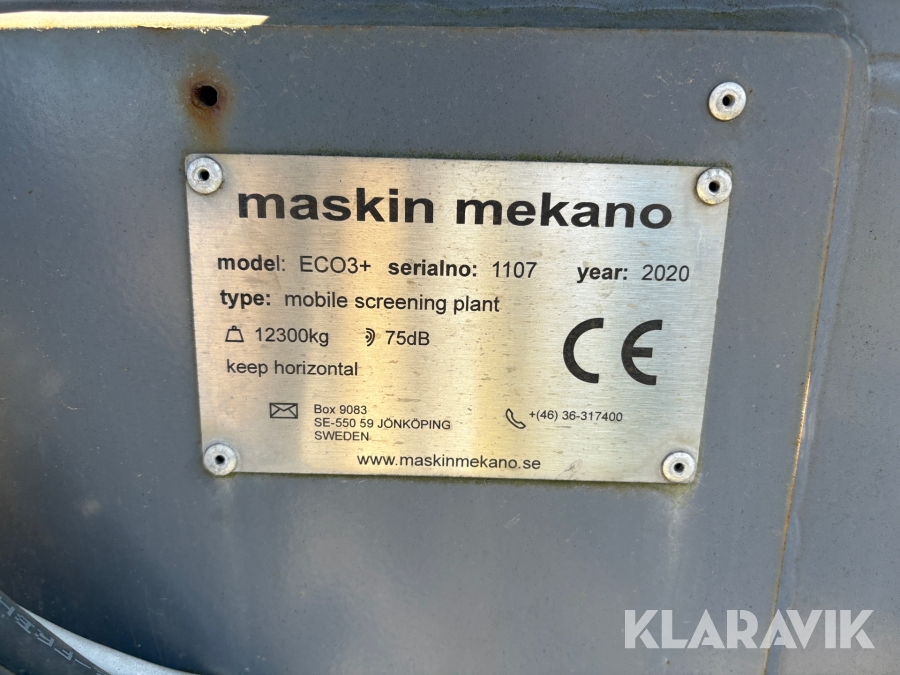 maskin mekano
model: ECO3+ serialno: 1107 year: 2020
type: mobile screening plant
12300kg 75dB
CE
keep horizontal
Box 9083
SE-550 59 JÖNKÖPING
SWEDEN
+(46) 36-317400
www.maskinmekano.se
KLARAVIK